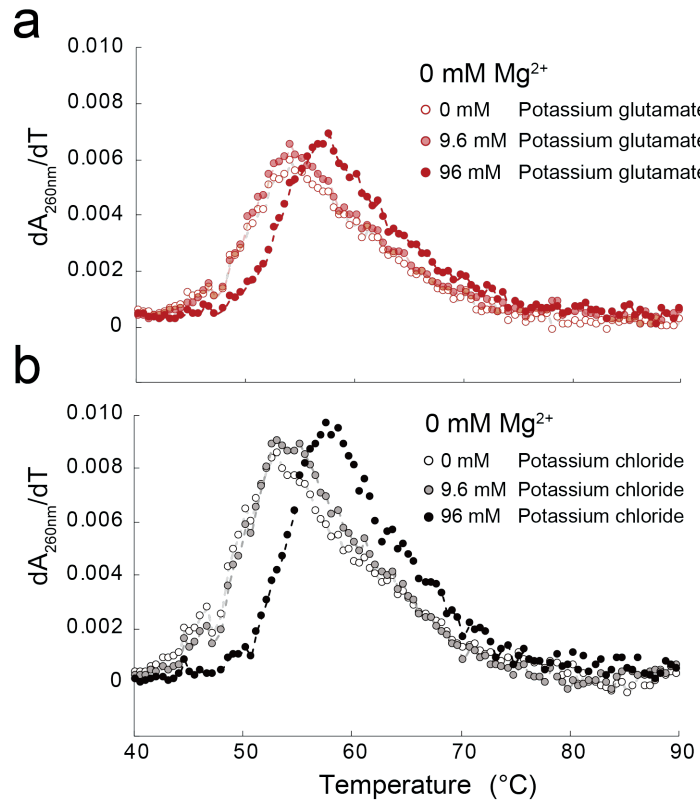 a
0.010
0.008
0.006
0.004
0.002
0
dA260nm/dT
0 mM Mg²⁺
0 mM Potassium glutamate
9.6 mM Potassium glutamate
96 mM Potassium glutamate
b
0.010
0.008
0.006
0.004
0.002
0
dA260nm/dT
0 mM Mg²⁺
0 mM Potassium chloride
9.6 mM Potassium chloride
96 mM Potassium chloride
40 50 60 70 80 90
Temperature (°C)